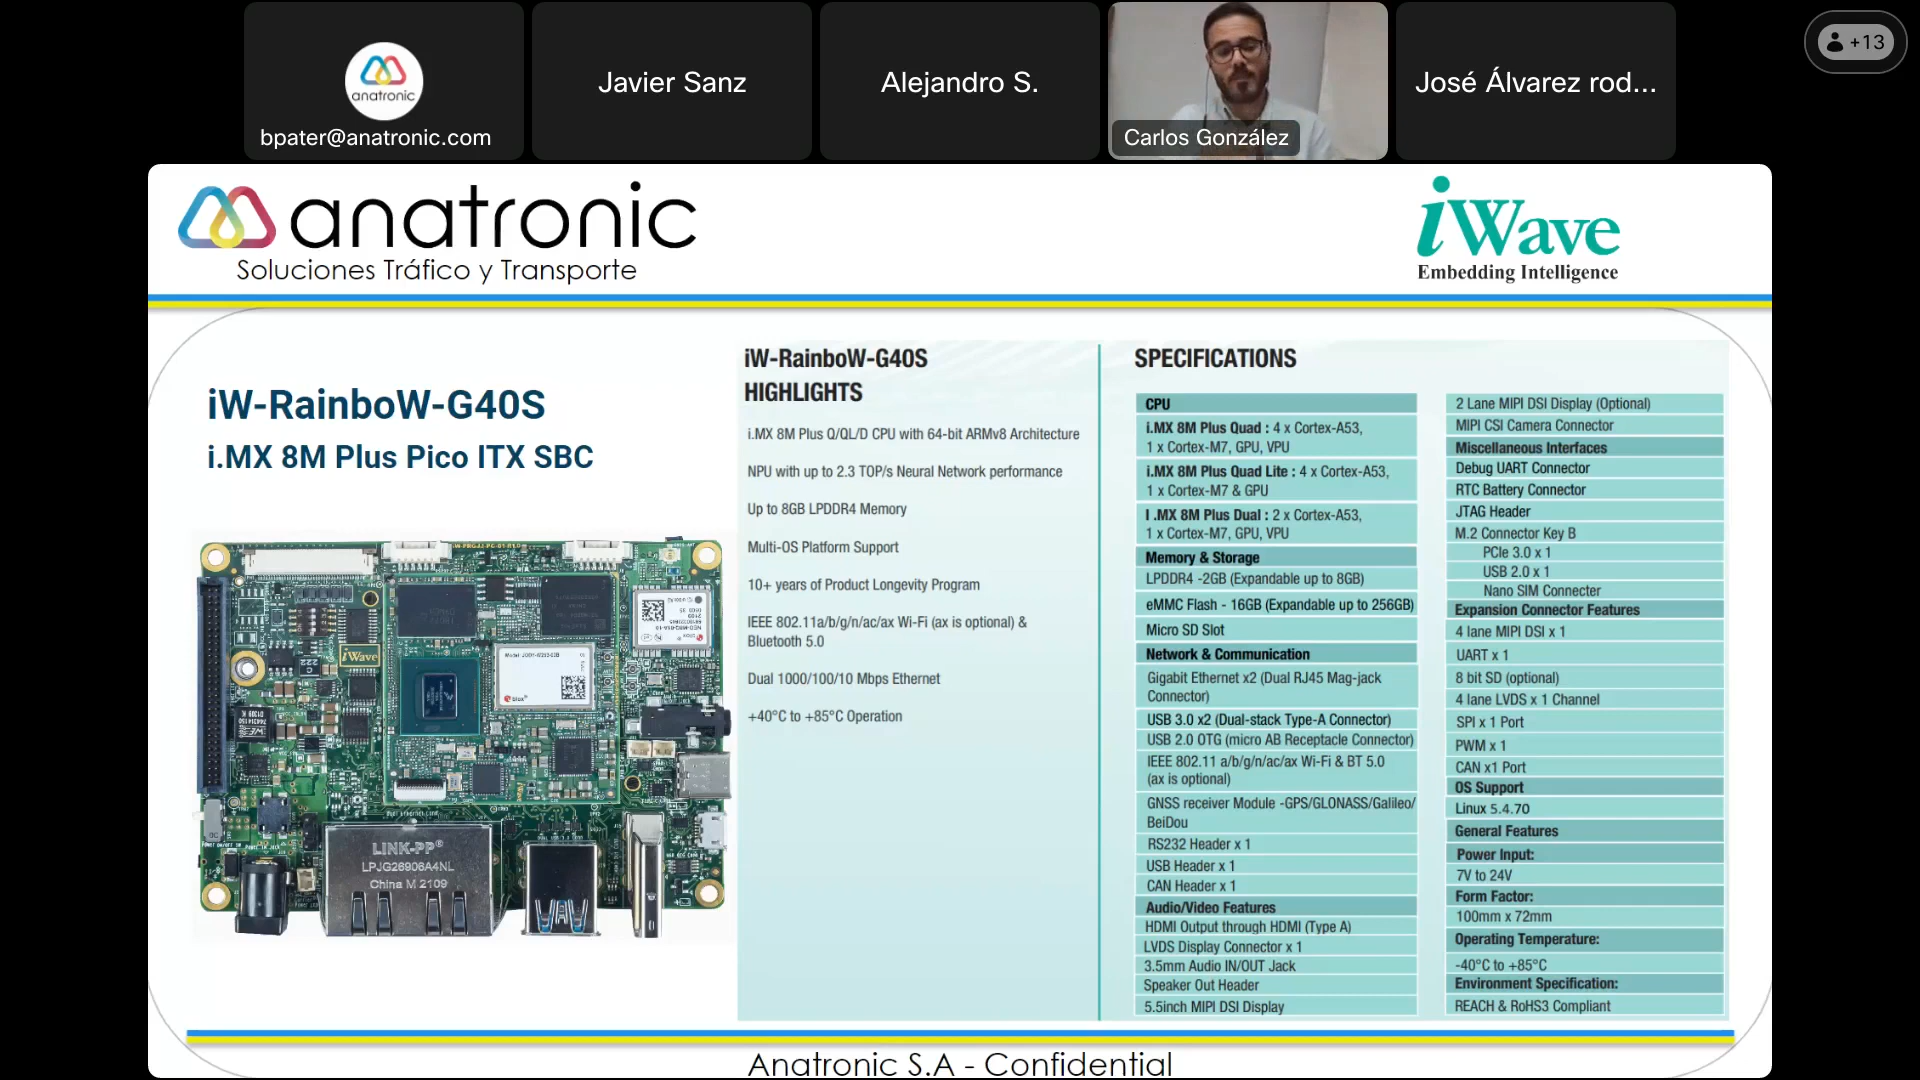 anatronic
bpater@anatronic.com
Javier Sanz
Alejandro S.
Carlos González
José Álvarez rod...
+13
anatronic
Soluciones Tráfico y Transporte
iWave
Embedding Intelligence
iW-RainboW-G40S
i.MX 8M Plus Pico ITX SBC
iWave
LINK-PP®
LPJG26906A4NL
China M 2109
iW-RainboW-G40S
HIGHLIGHTS
i.MX 8M Plus Q/QL/D CPU with 64-bit ARMv8 Architecture
NPU with up to 2.3 TOP/s Neural Network performance
Up to 8GB LPDDR4 Memory
Multi-OS Platform Support
10+ years of Product Longevity Program
IEEE 802.11a/b/g/n/ac/ax Wi-Fi (ax is optional) &
Bluetooth 5.0
Dual 1000/100/10 Mbps Ethernet
+40°C to +85°C Operation
SPECIFICATIONS
CPU
i.MX 8M Plus Quad : 4 x Cortex-A53,
1 x Cortex-M7, GPU, VPU
i.MX 8M Plus Quad Lite : 4 x Cortex-A53,
1 x Cortex-M7 & GPU
I .MX 8M Plus Dual : 2 x Cortex-A53,
1 x Cortex-M7, GPU, VPU
Memory & Storage
LPDDR4 -2GB (Expandable up to 8GB)
eMMC Flash - 16GB (Expandable up to 256GB)
Micro SD Slot
Network & Communication
Gigabit Ethernet x2 (Dual RJ45 Mag-jack
Connector)
USB 3.0 x2 (Dual-stack Type-A Connector)
USB 2.0 OTG (micro AB Receptacle Connector)
IEEE 802.11 a/b/g/n/ac/ax Wi-Fi & BT 5.0
(ax is optional)
GNSS receiver Module -GPS/GLONASS/Galileo/
BeiDou
RS232 Header x 1
USB Header x 1
CAN Header x 1
Audio/Video Features
HDMI Output through HDMI (Type A)
LVDS Display Connector x 1
3.5mm Audio IN/OUT Jack
Speaker Out Header
5.5inch MIPI DSI Display
2 Lane MIPI DSI Display (Optional)
MIPI CSI Camera Connector
Miscellaneous Interfaces
Debug UART Connector
RTC Battery Connector
JTAG Header
M.2 Connector Key B
PCIe 3.0 x 1
USB 2.0 x 1
Nano SIM Connector
Expansion Connector Features
4 lane MIPI DSI x 1
UART x 1
8 bit SD (optional)
4 lane LVDS x 1 Channel
SPI x 1 Port
PWM x 1
CAN x1 Port
OS Support
Linux 5.4.70
General Features
Power Input:
7V to 24V
Form Factor:
100mm x 72mm
Operating Temperature:
-40°C to +85°C
Environment Specification:
REACH & RoHS3 Compliant
Anatronic S.A - Confidential